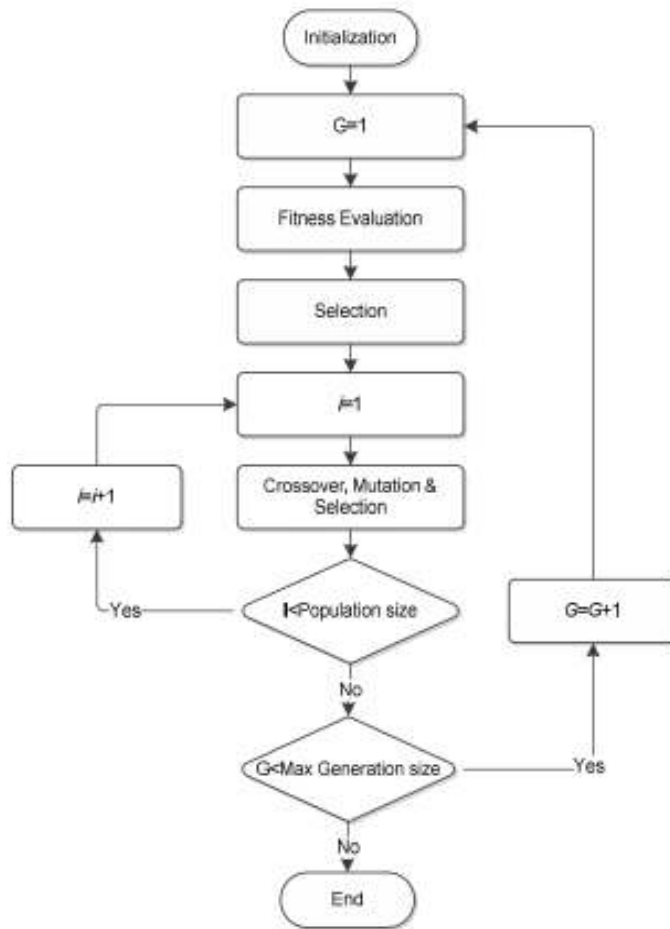 Initialization
G=1
Fitness Evaluation
Selection
i=1
Crossover, Mutation &
Selection
i=i+1
I<Population size
Yes
G=G+1
No
G<Max Generation size
Yes
No
End